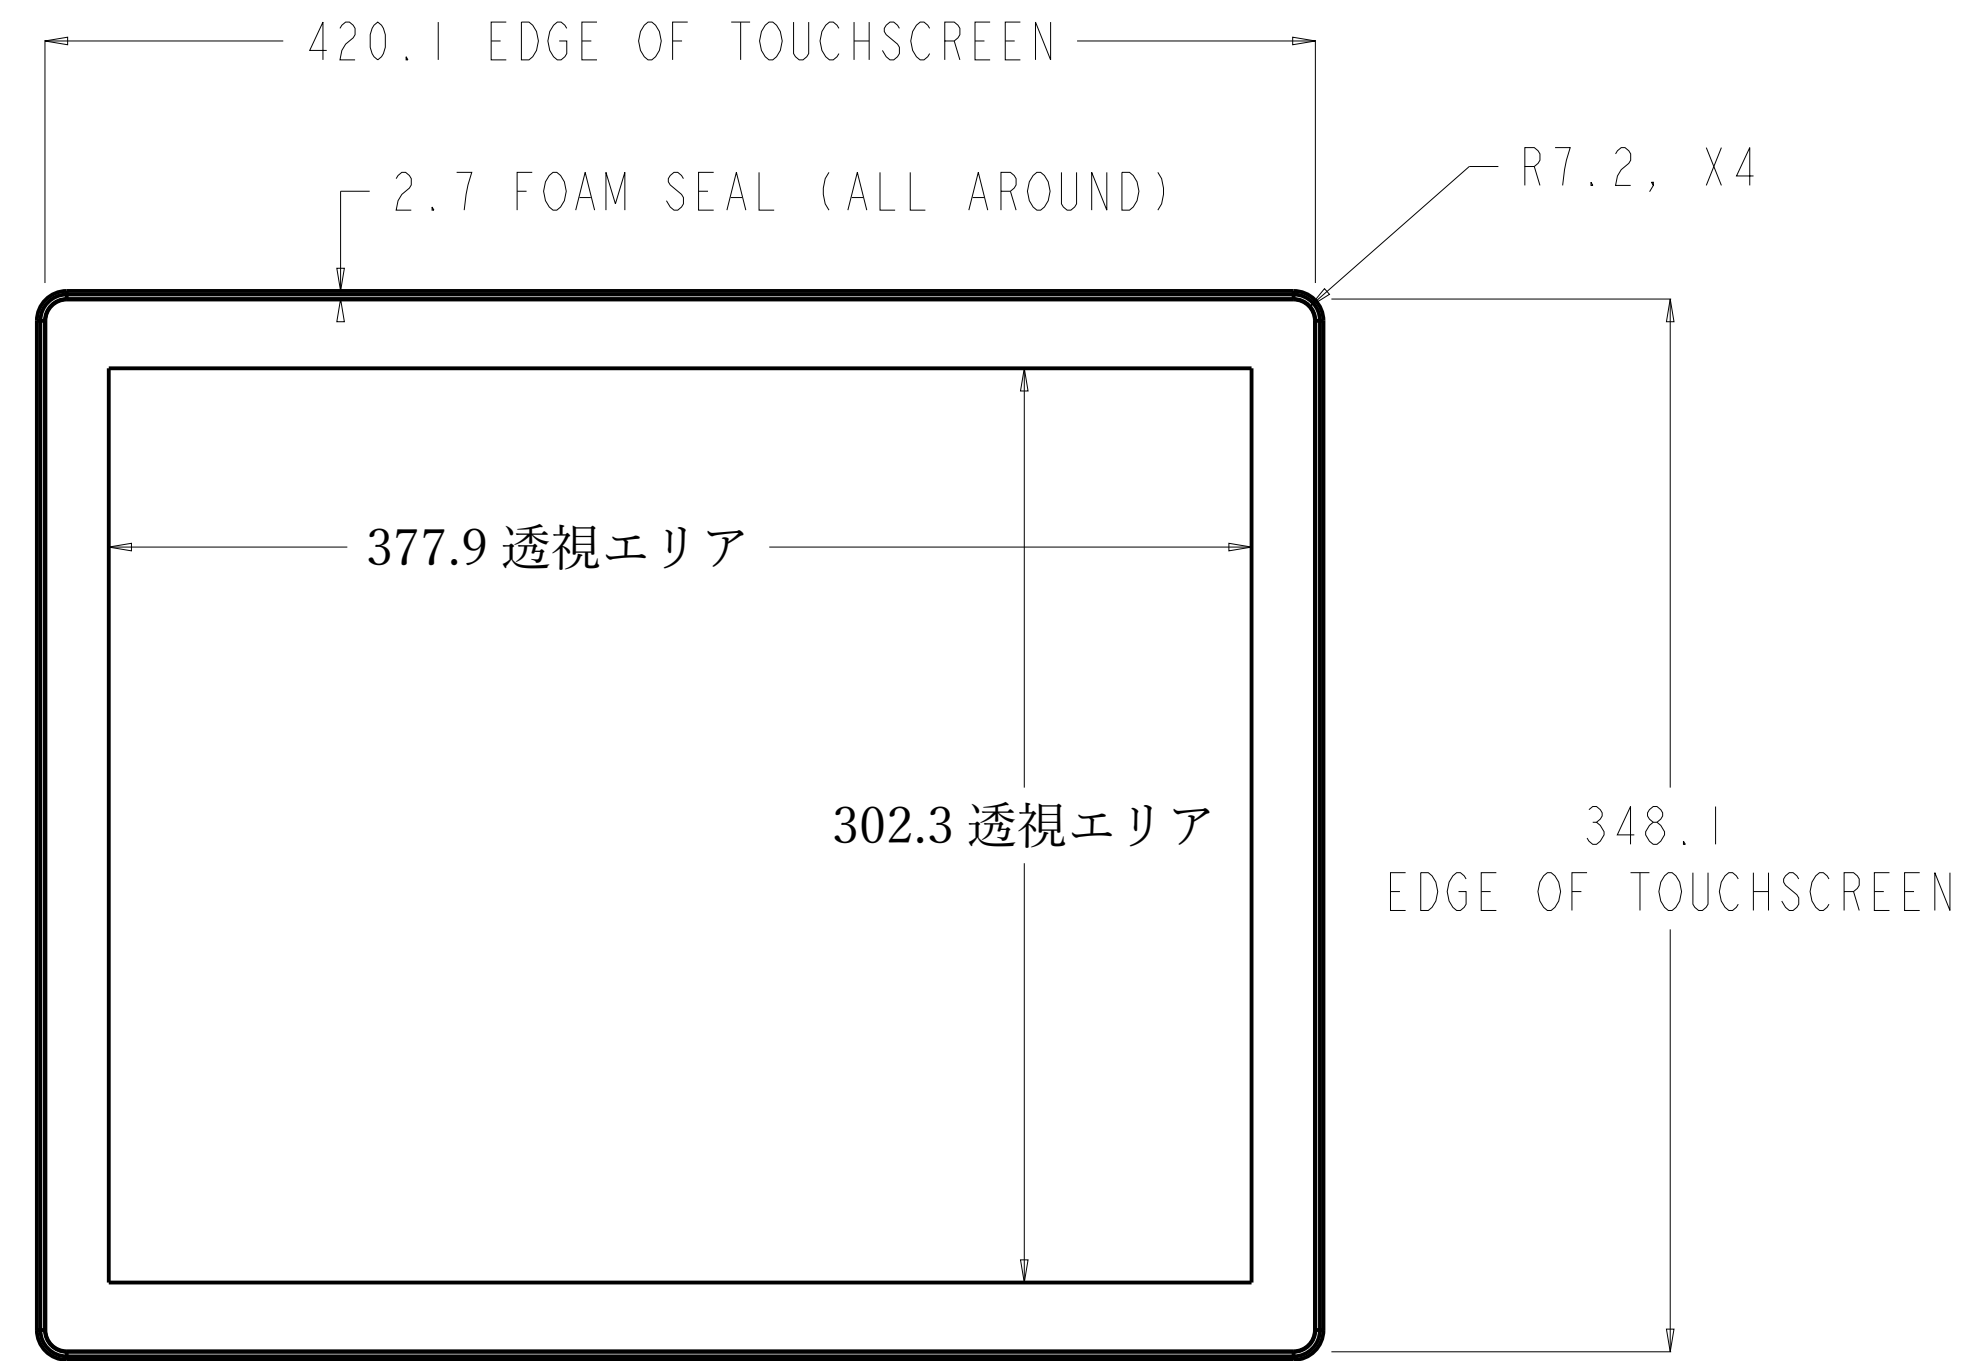 420.1 EDGE OF TOUCHSCREEN
R7.2, X4
2.7 FOAM SEAL (ALL AROUND)
377.9 透視エリア
302.3 透視エリア
348.1
EDGE OF TOUCHSCREEN